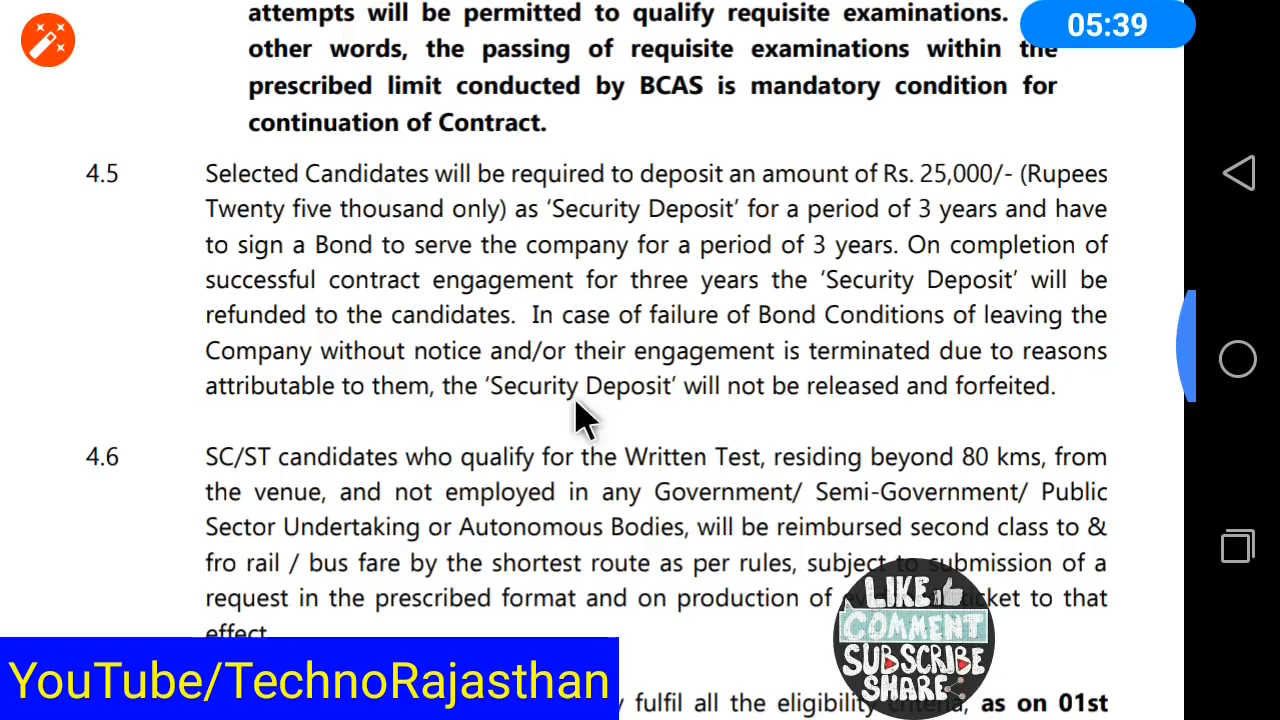 attempts will be permitted to qualify requisite examinations.
05:39
other words, the passing of requisite examinations within the
prescribed limit conducted by BCAS is mandatory condition for
continuation of Contract.
4.5 Selected Candidates will be required to deposit an amount of Rs. 25,000/- (Rupees
Twenty five thousand only) as ‘Security Deposit’ for a period of 3 years and have
to sign a Bond to serve the company for a period of 3 years. On completion of
successful contract engagement for three years the ‘Security Deposit’ will be
refunded to the candidates. In case of failure of Bond Conditions of leaving the
Company without notice and/or their engagement is terminated due to reasons
attributable to them, the ‘Security Deposit’ will not be released and forfeited.
4.6 SC/ST candidates who qualify for the Written Test, residing beyond 80 kms, from
the venue, and not employed in any Government/ Semi-Government/ Public
Sector Undertaking or Autonomous Bodies, will be reimbursed second class to &
fro rail / bus fare by the shortest route as per rules, subject to submission of a
request in the prescribed format and on production of ticket to that
effect
fulfil all the eligibility criteria, as on 01st
LIKE
COMMENT
SUBSCRIBE
SHARE
YouTube/TechnoRajasthan